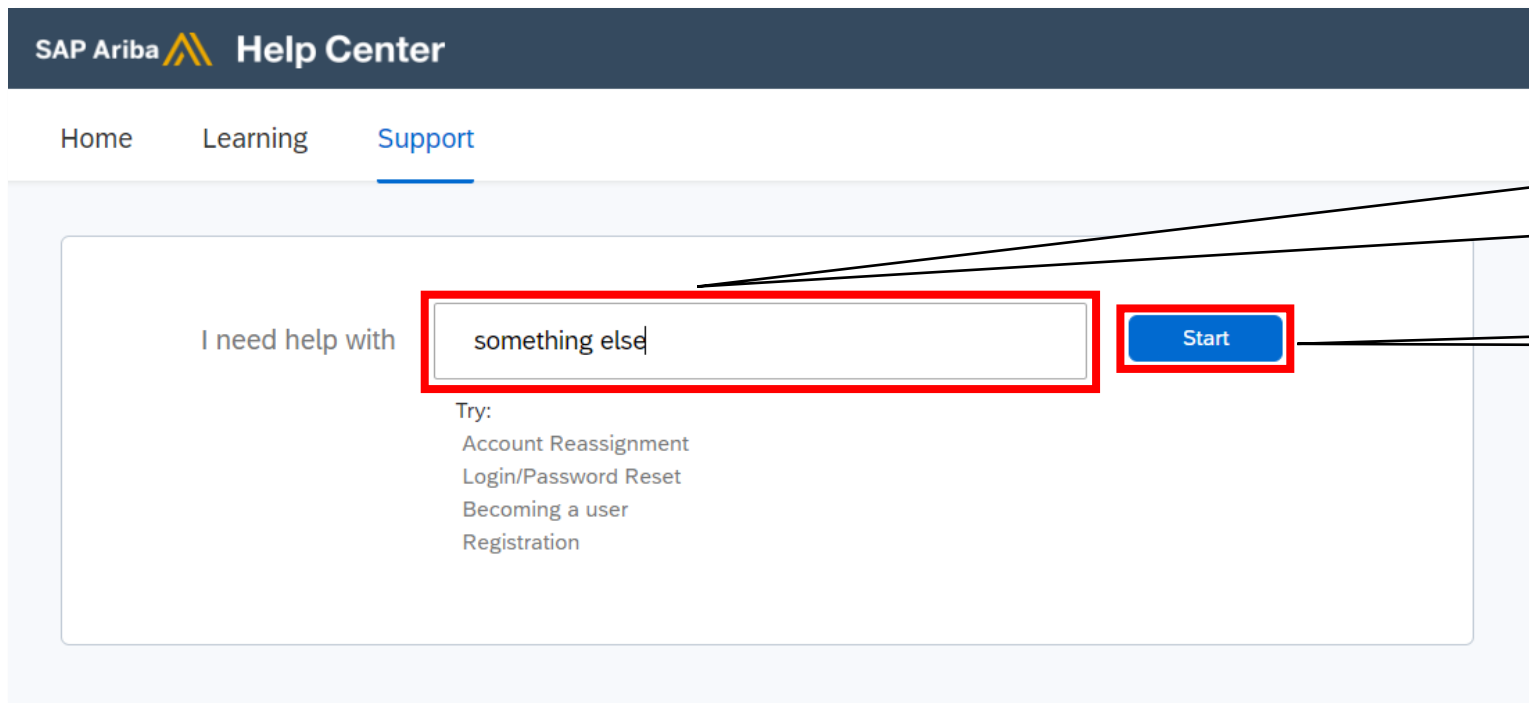 SAP Ariba Help Center
Home Learning Support
I need help with something else Start
Try:
Account Reassignment
Login/Password Reset
Becoming a user
Registration